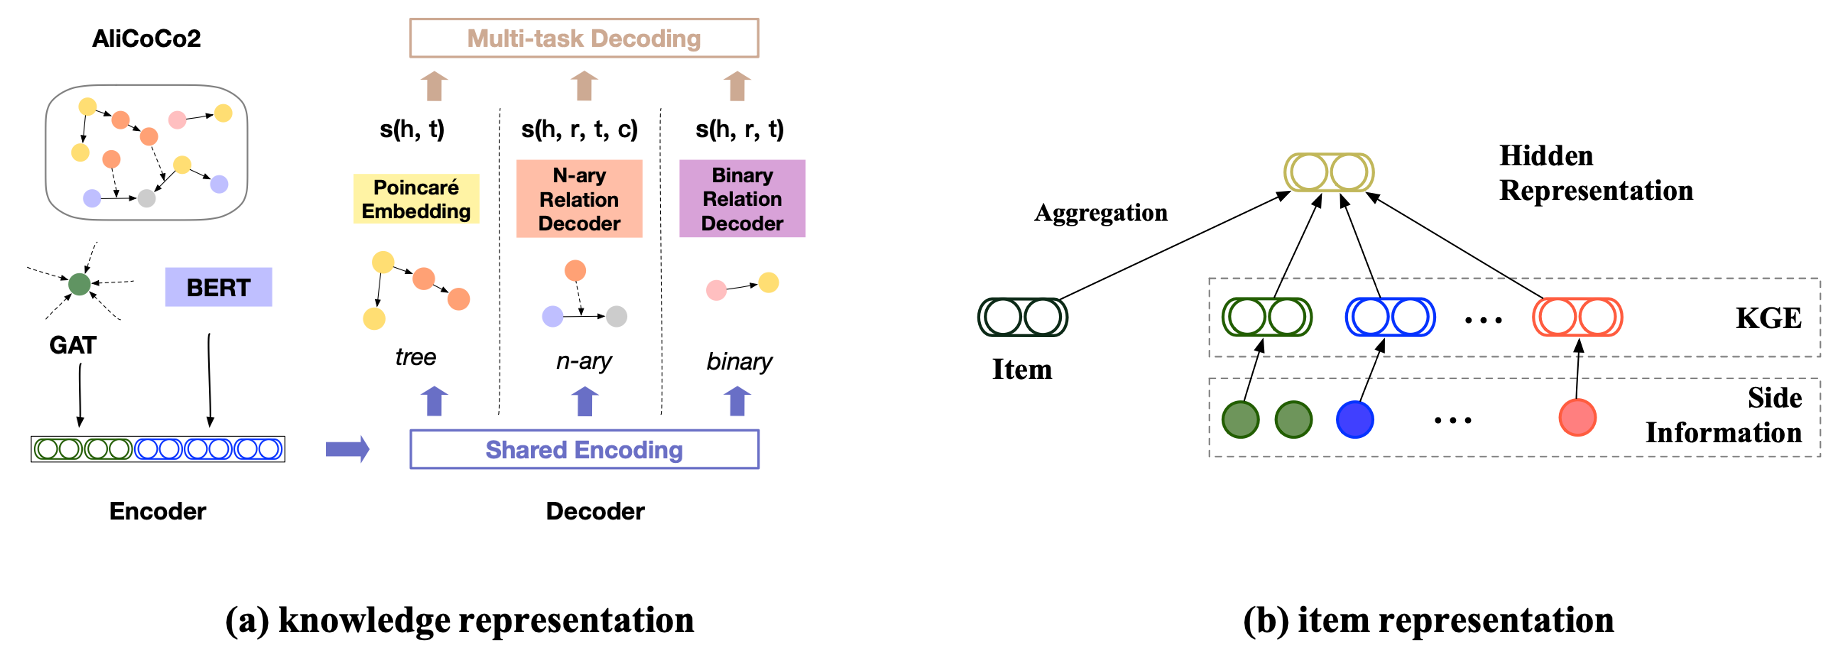 AliCoCo2
GAT
BERT
Encoder
Multi-task Decoding
s(h, t)
s(h, r, t, c)
s(h, r, t)
Poincaré
Embedding
N-ary
Relation
Decoder
Binary
Relation
Decoder
tree
n-ary
binary
Shared Encoding
Decoder
(a) knowledge representation
Hidden
Representation
Aggregation
Item
...
KGE
...
Side
Information
(b) item representation